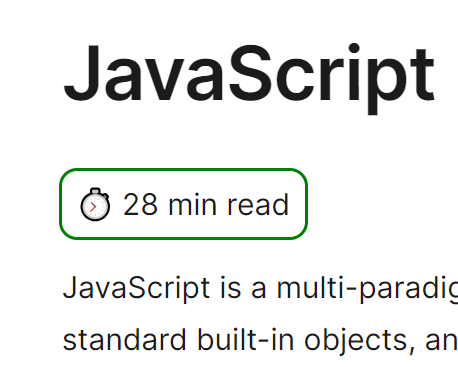 JavaScript
⏱ 28 min read
JavaScript is a multi-paradig
standard built-in objects, an